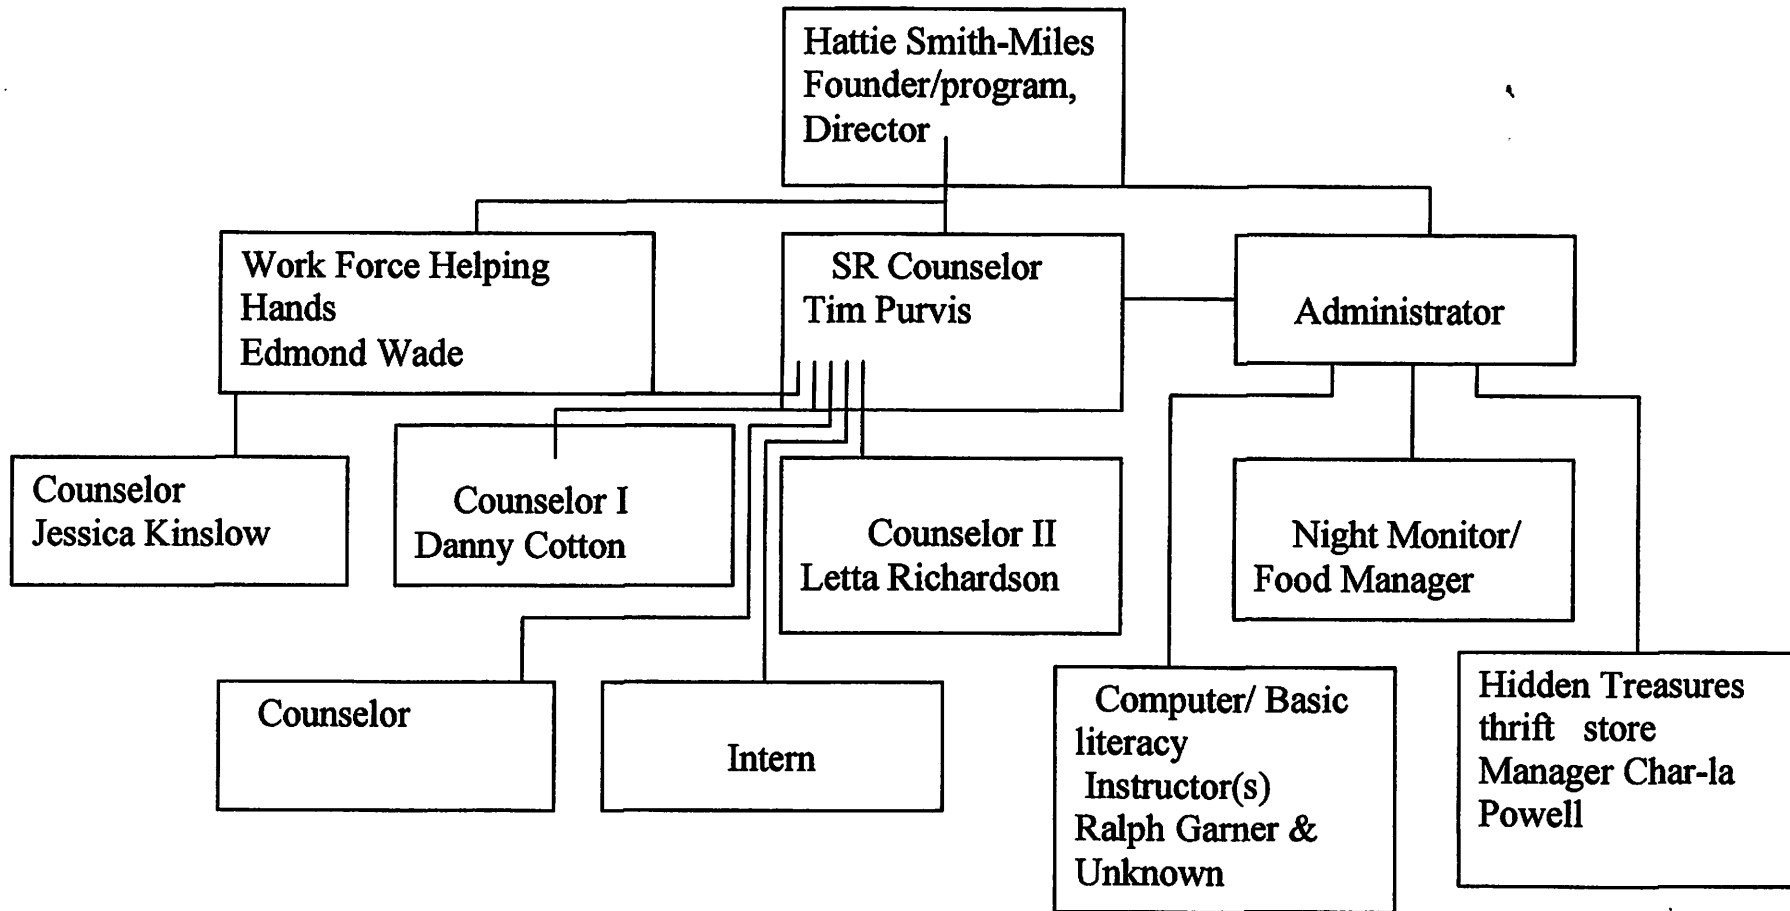 Hattie Smith-Miles
Founder/program,
Director
Work Force Helping
Hands
Edmond Wade
SR Counselor
Tim Purvis
Administrator
Counselor
Jessica Kinslow
Counselor I
Danny Cotton
Counselor II
Letta Richardson
Night Monitor/
Food Manager
Counselor
Intern
Computer/ Basic
literacy
Instructor(s)
Ralph Garner &
Unknown
Hidden Treasures
thrift store
Manager Char-la
Powell